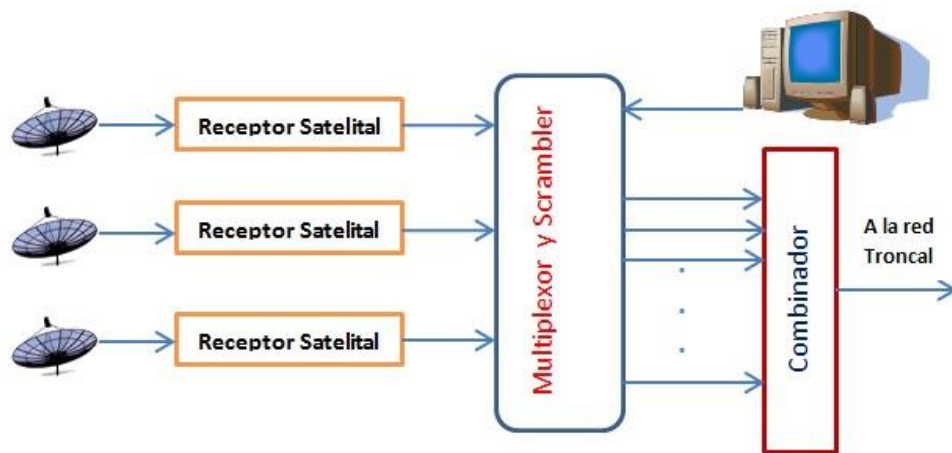 Receptor Satelital
Receptor Satelital
Receptor Satelital
Multiplexor y Scrambler
Combinador
A la red
Troncal